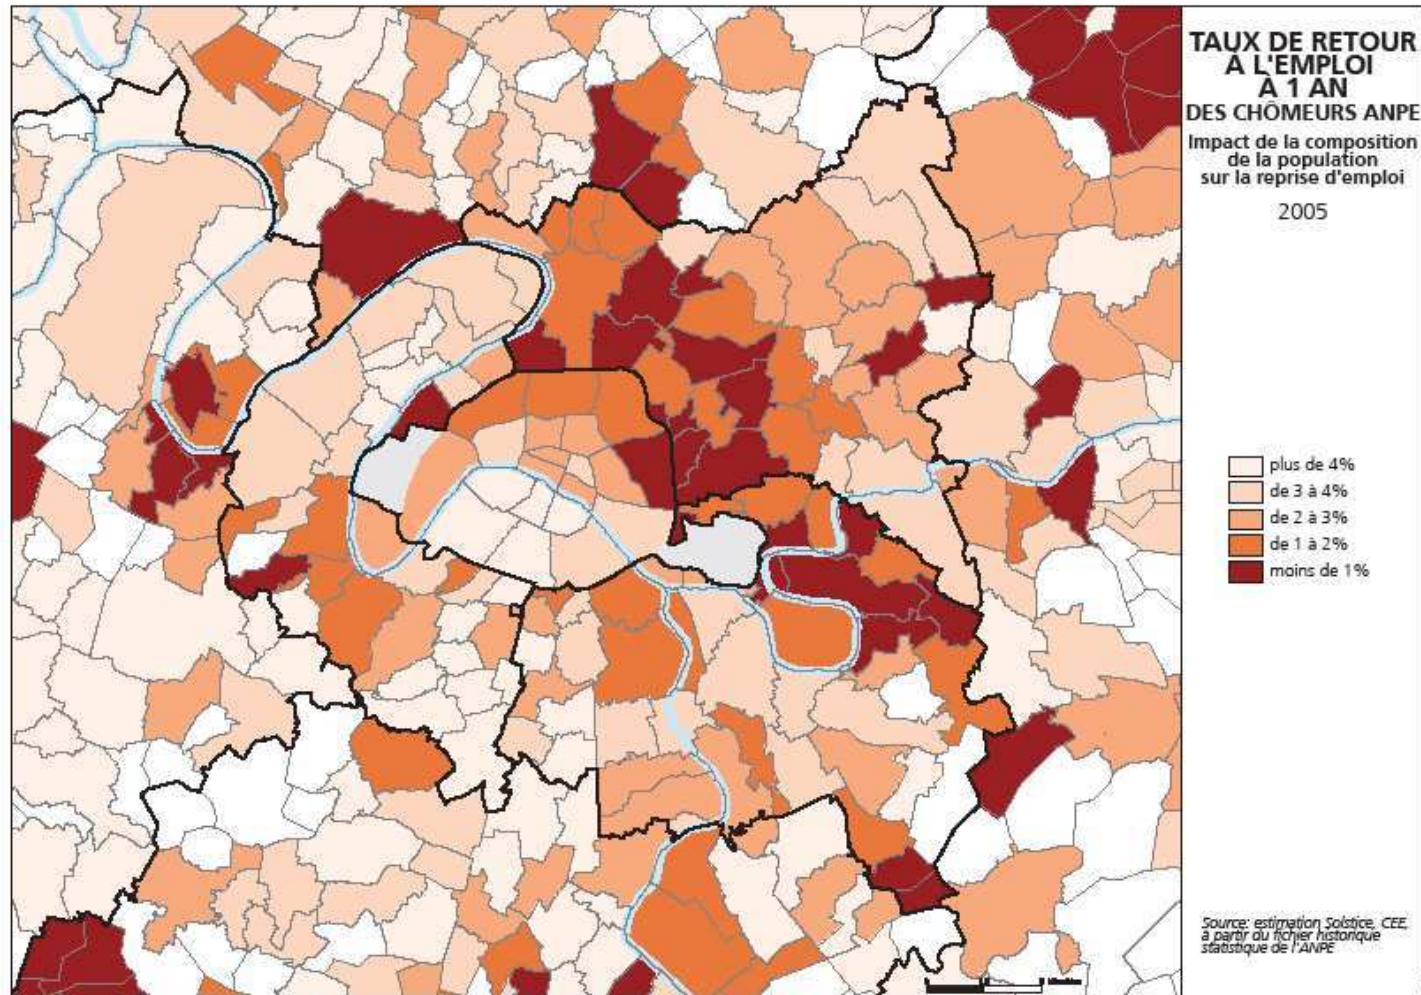 TAUX DE RETOUR
À L'EMPLOI
À 1 AN
DES CHÔMEURS ANPE
Impact de la composition
de la population
sur la reprise d'emploi
2005
plus de 4%
de 3 à 4%
de 2 à 3%
de 1 à 2%
moins de 1%
Source: estimation Solstice, CEE,
à partir du fichier historique
statistique de l'ANPE